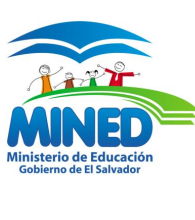 MINED
Ministerio de Educación
Gobierno de El Salvador